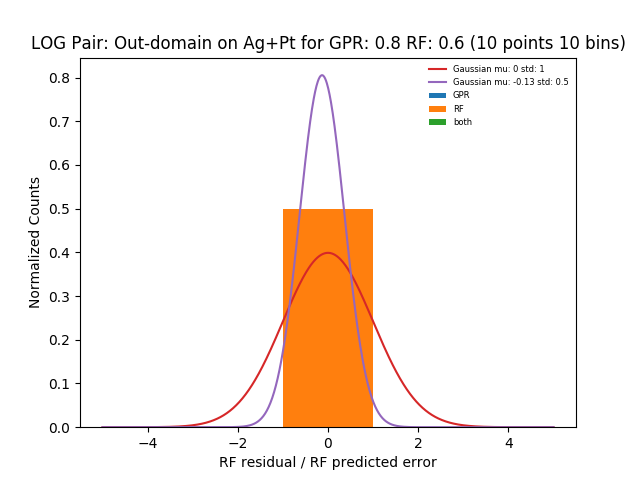 LOG Pair: Out-domain on Ag+Pt for GPR: 0.8 RF: 0.6 (10 points 10 bins)
Gaussian mu: 0 std: 1
Gaussian mu: -0.13 std: 0.5
GPR
RF
both
Normalized Counts
0.8
0.7
0.6
0.5
0.4
0.3
0.2
0.1
0.0
−4
−2
0
2
4
RF residual / RF predicted error